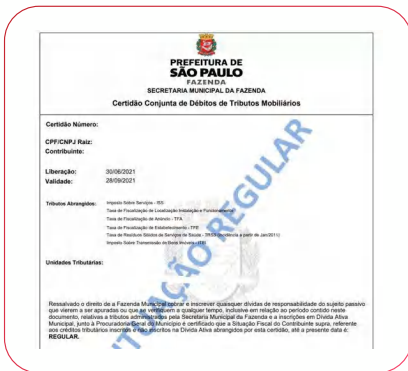 PREFEITURA DE
SÃO PAULO
FAZENDA
SECRETARIA MUNICIPAL DA FAZENDA
Certidão Conjunta de Débitos de Tributos Mobiliários
Certidão Número:
CPF/CNPJ Raiz:
Contribuinte:
Liberação: 30/06/2021
Validade: 28/09/2021
Tributos Abrangidos: Imposto Sobre Serviços - ISS
Taxa de Fiscalização de Localização Instalação e Funcionamento
Taxa de Fiscalização de Anúncio - TFA
Taxa de Fiscalização de Estabelecimento - TFE
Taxa de Resíduos Sólidos de Serviços de Saúde - TRSS (incidência a partir de Jan/2011)
Imposto Sobre Transmissão de Bens Imóveis - ITBI
Unidades Tributárias:
Ressalvado o direito de a Fazenda Municipal cobrar e inscrever quaisquer dívidas de responsabilidade do sujeito passivo
que vierem a ser apuradas ou que se verifiquem a qualquer tempo, inclusive em relação ao período contido neste
documento, relativas a tributos administrados pela Secretaria Municipal da Fazenda e a inscrições em Dívida Ativa
Municipal, junto à Procuradoria Geral do Município é certificado que a Situação Fiscal do Contribuinte supra, referente
aos créditos tributários inscritos e não inscritos na Dívida Ativa abrangidos por esta certidão, até a presente data é:
REGULAR.
SITUAÇÃO REGULAR